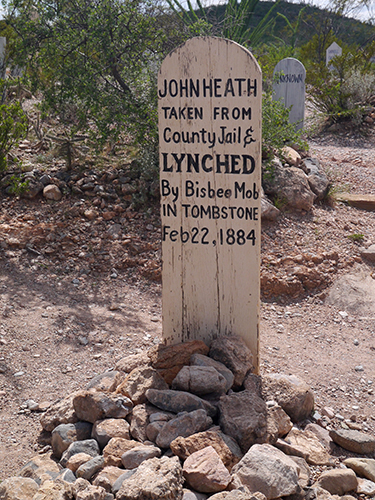 JOHN HEATH
TAKEN FROM
County Jail &
LYNCHED
By Bisbee Mob
IN TOMBSTONE
Feb 22, 1884
UNKNOWN